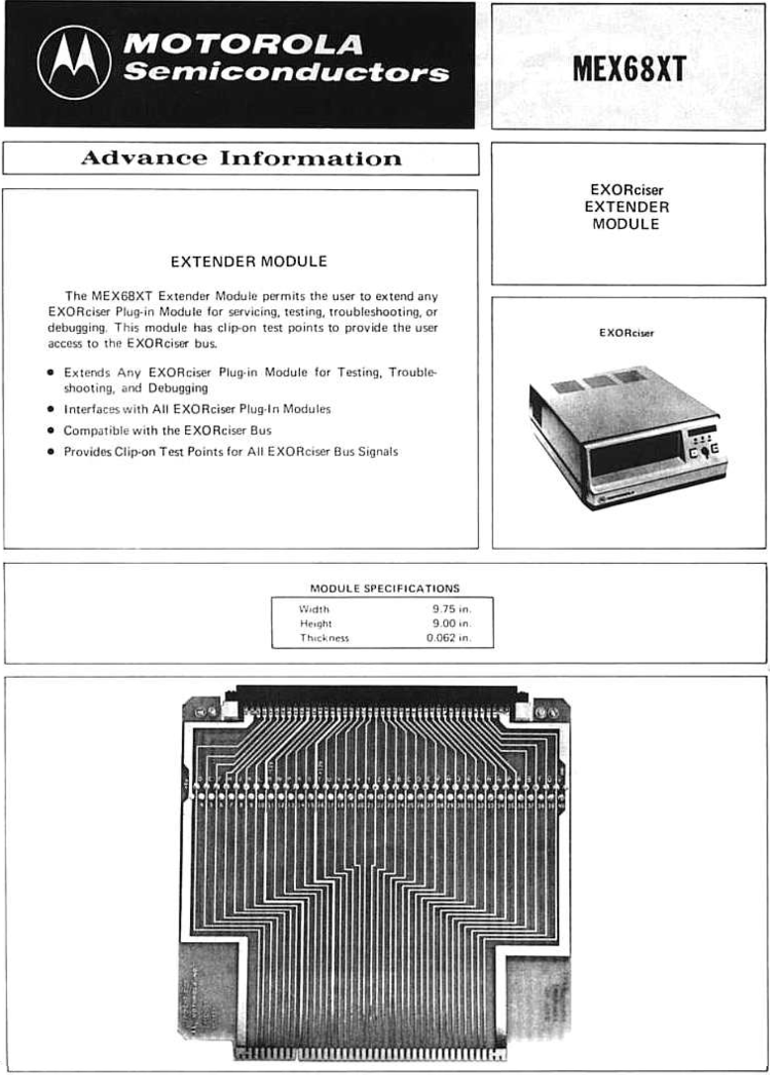 MOTOROLA
Semiconductors
MEX68XT
Advance Information
EXORciser
EXTENDER
MODULE
EXTENDER MODULE
The MEX68XT Extender Module permits the user to extend any
EXORciser Plug-in Module for servicing, testing, troubleshooting, or
debugging. This module has clip-on test points to provide the user
access to the EXORciser bus.
● Extends Any EXORciser Plug-in Module for Testing, Trouble-
shooting, and Debugging
● Interfaces with All EXORciser Plug-In Modules
● Compatible with the EXORciser Bus
● Provides Clip-on Test Points for All EXORciser Bus Signals
EXORciser
MOTOROLA
MODULE SPECIFICATIONS
Width 9.75 in.
Height 9.00 in.
Thickness 0.062 in.